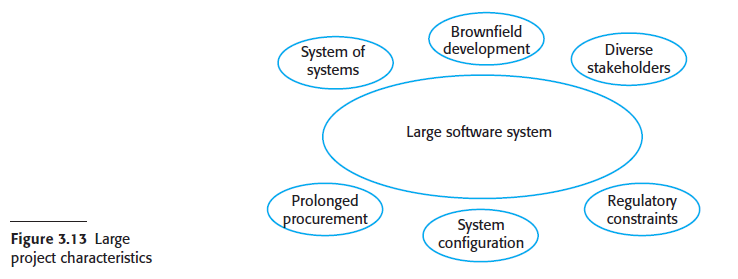 System of
systems
Brownfield
development
Diverse
stakeholders
Large software system
Prolonged
procurement
System
configuration
Regulatory
constraints
Figure 3.13 Large
project characteristics